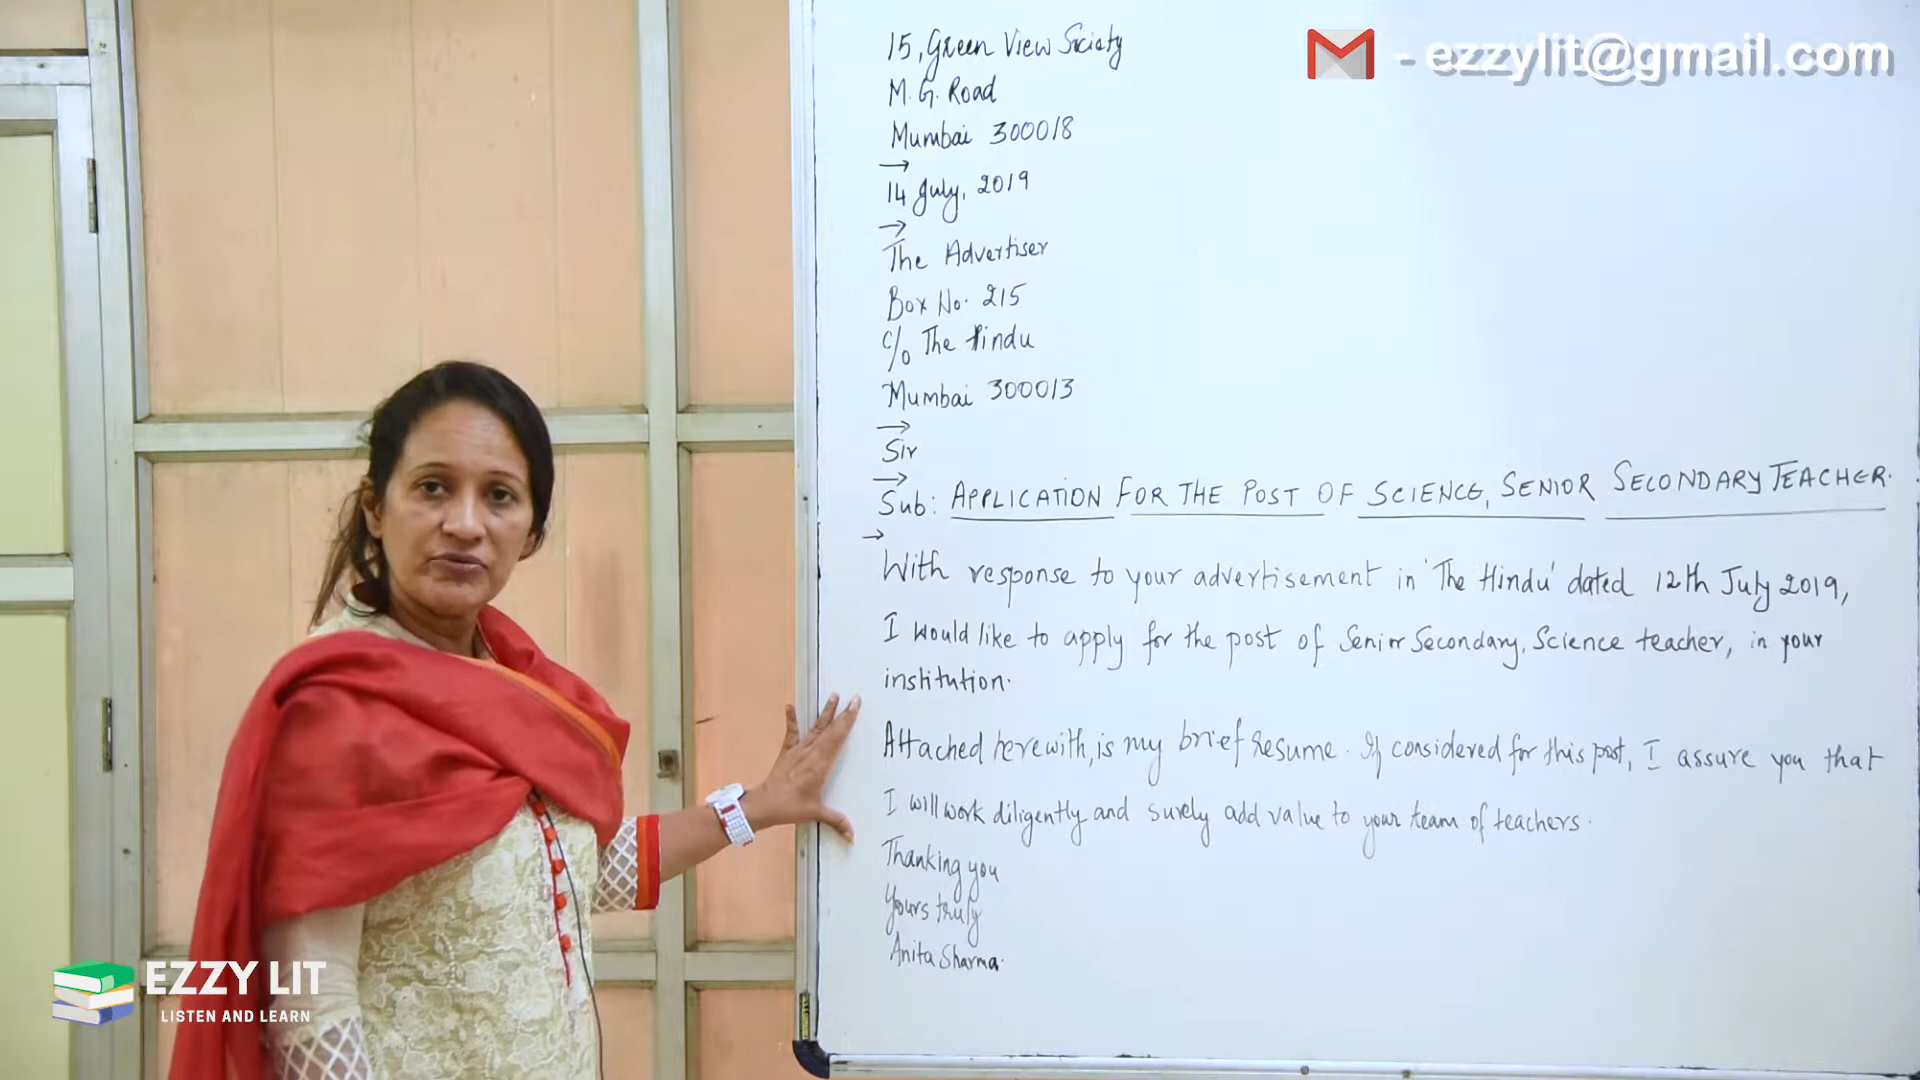 15, Green View Society
M. G. Road
Mumbai 300018
14 July, 2019
The Advertiser
Box No. 215
c/o The Hindu
Mumbai 300013
Sir
Sub: APPLICATION FOR THE POST OF SCIENCE, SENIOR SECONDARY TEACHER.
With response to your advertisement in 'The Hindu' dated 12th July 2019,
I would like to apply for the post of Senior Secondary, Science teacher, in your
institution.
Attached herewith, is my brief resume. If considered for this post, I assure you that
I will work diligently and surely add value to your team of teachers.
Thanking you
Yours truly
Anita Sharma.
- ezzylit@gmail.com
EZZY LIT
LISTEN AND LEARN